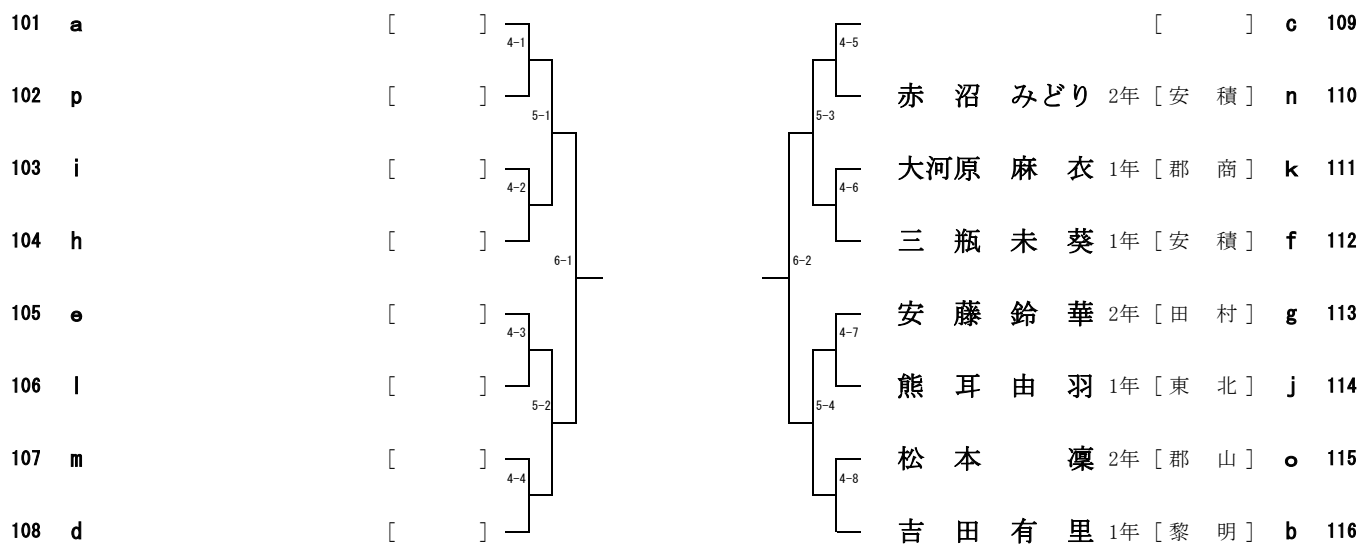 101 a [ ] [ ] c 109
4-1 4-5
102 p [ ] 赤 沼 みどり 2年 [ 安 積 ] n 110
5-1 5-3
103 i [ ] 大河原 麻 衣 1年 [ 郡 商 ] k 111
4-2 4-6
104 h [ ] 三 瓶 未 葵 1年 [ 安 積 ] f 112
6-1 6-2
105 e [ ] 安 藤 鈴 華 2年 [ 田 村 ] g 113
4-3 4-7
106 l [ ] 熊 耳 由 羽 1年 [ 東 北 ] j 114
5-2 5-4
107 m [ ] 松 本 凜 2年 [ 郡 山 ] o 115
4-4 4-8
108 d [ ] 吉 田 有 里 1年 [ 黎 明 ] b 116